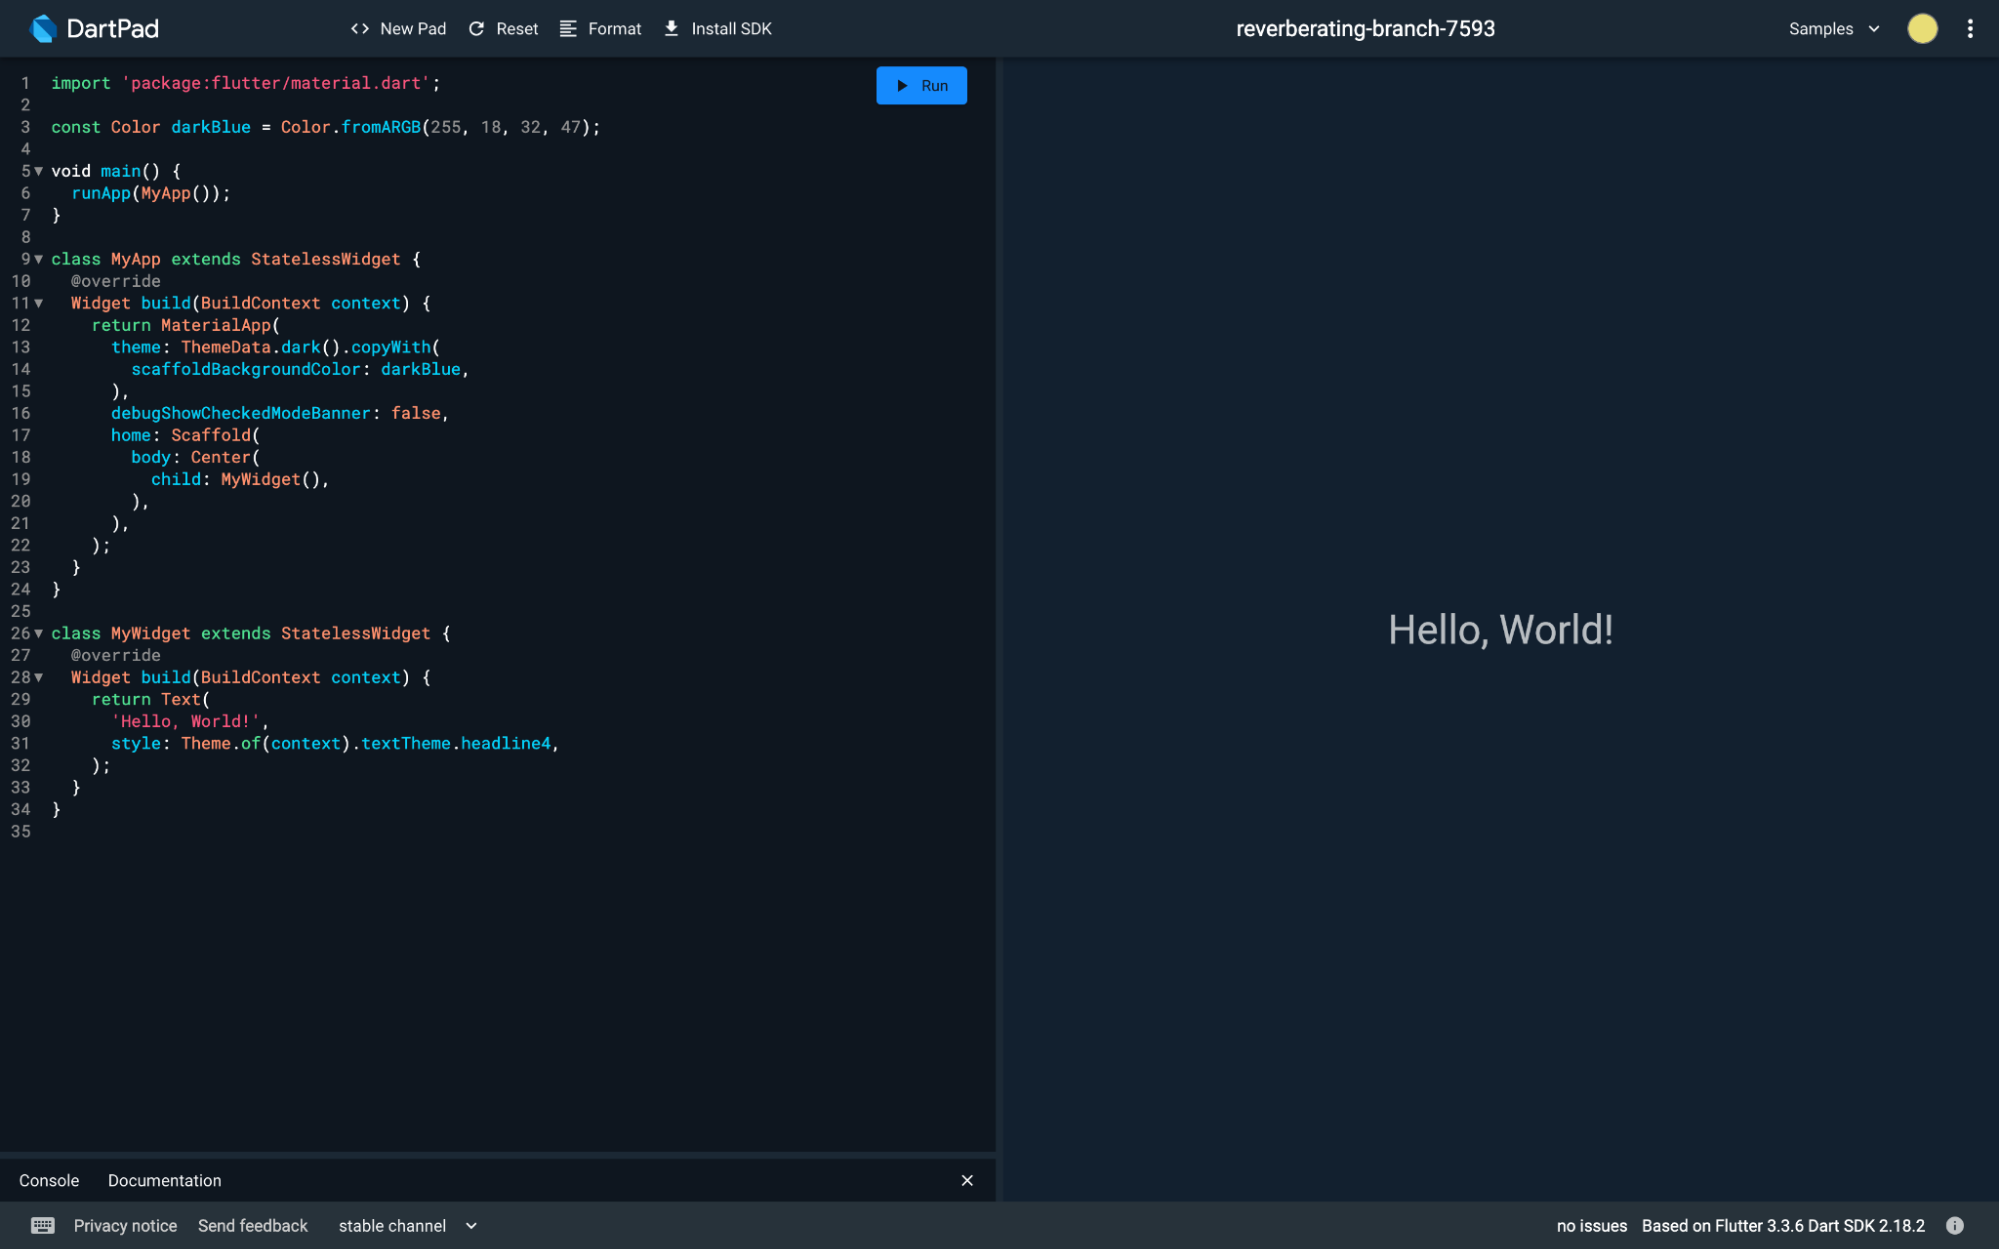 DartPad
New Pad
Reset
Format
Install SDK
reverberating-branch-7593
Samples
Run
1 import 'package:flutter/material.dart';
2
3 const Color darkBlue = Color.fromARGB(255, 18, 32, 47);
4
5 void main() {
6   runApp(MyApp());
7 }
8
9 class MyApp extends StatelessWidget {
10   @override
11   Widget build(BuildContext context) {
12     return MaterialApp(
13       theme: ThemeData.dark().copyWith(
14         scaffoldBackgroundColor: darkBlue,
15       ),
16       debugShowCheckedModeBanner: false,
17       home: Scaffold(
18         body: Center(
19           child: MyWidget(),
20         ),
21       ),
22     );
23   }
24 }
25
26 class MyWidget extends StatelessWidget {
27   @override
28   Widget build(BuildContext context) {
29     return Text(
30       'Hello, World!',
31       style: Theme.of(context).textTheme.headline4,
32     );
33   }
34 }
35
Hello, World!
Console
Documentation
Privacy notice
Send feedback
stable channel
no issues
Based on Flutter 3.3.6 Dart SDK 2.18.2